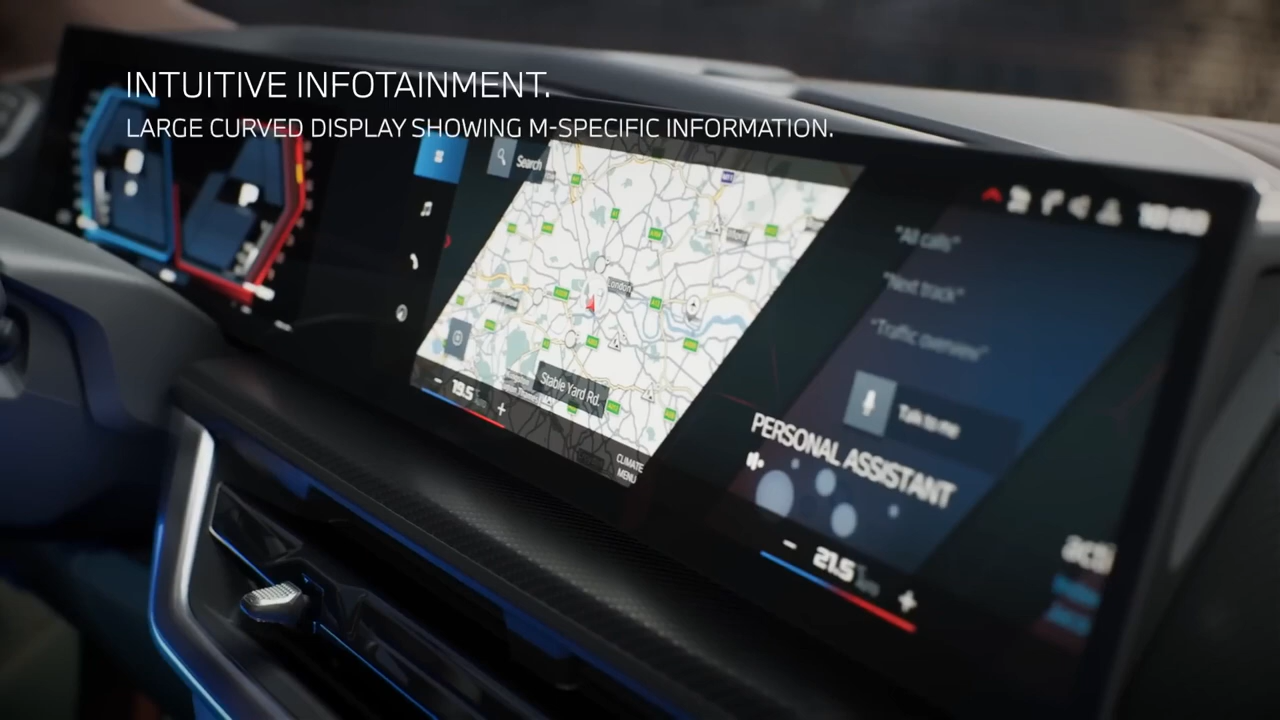 INTUITIVE INFOTAINMENT.
LARGE CURVED DISPLAY SHOWING M-SPECIFIC INFORMATION.
Search
London
Stable Yard Rd.
- 19.5 +
CLIMATE
MENU
"All calls"
"Next track"
"Traffic overview"
Talk to me
PERSONAL ASSISTANT
- 21.5 +